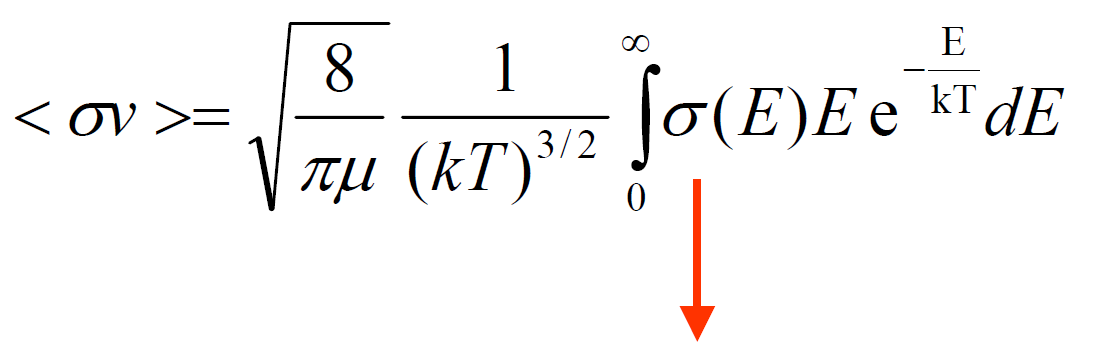 < σv >= √(8/πμ) 1/(kT)^3/2 ∫_0^∞ σ(E)E e^(-E/kT) dE